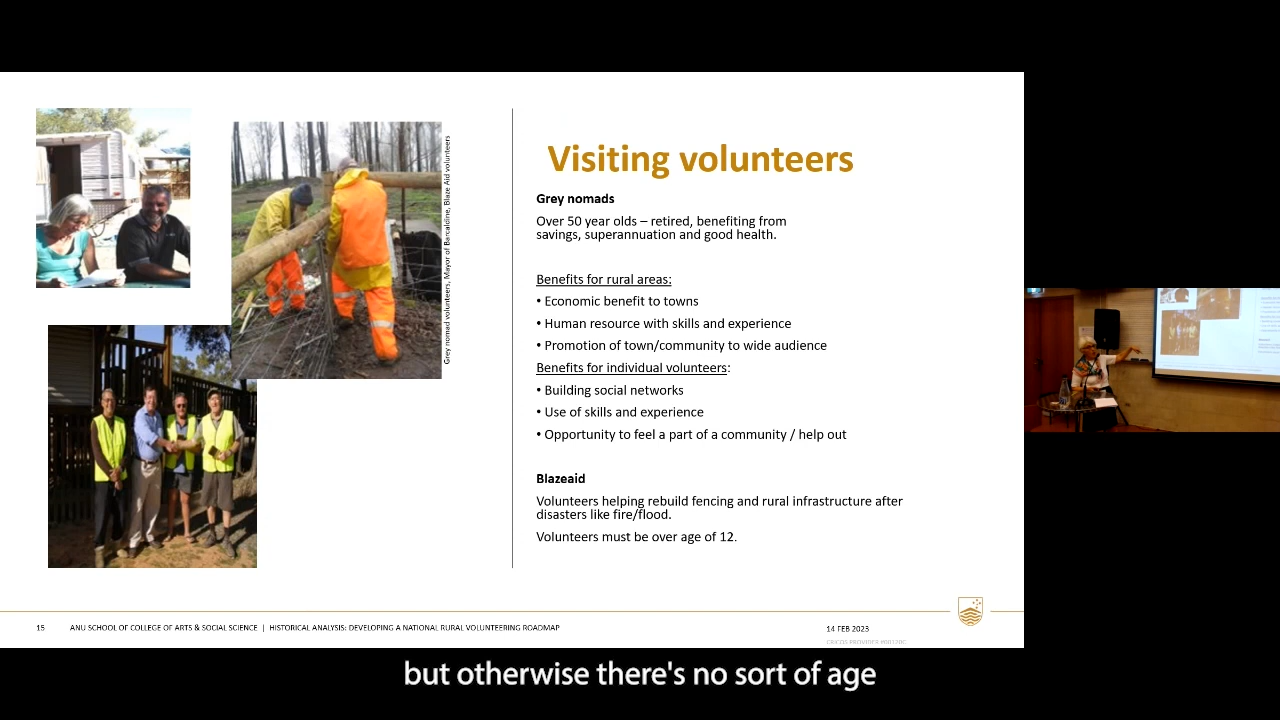 Visiting volunteers
Grey nomad volunteers, Mayor of Barcaldine, Blaze Aid volunteers
Grey nomads
Over 50 year olds – retired, benefiting from
savings, superannuation and good health.
Benefits for rural areas:
• Economic benefit to towns
• Human resource with skills and experience
• Promotion of town/community to wide audience
Benefits for individual volunteers:
• Building social networks
• Use of skills and experience
• Opportunity to feel a part of a community / help out
Blazeaid
Volunteers helping rebuild fencing and rural infrastructure after
disasters like fire/flood.
Volunteers must be over age of 12.
15 ANU SCHOOL OF COLLEGE OF ARTS & SOCIAL SCIENCE | HISTORICAL ANALYSIS: DEVELOPING A NATIONAL RURAL VOLUNTEERING ROADMAP
14 FEB 2023
CRICOS PROVIDER #00120C
but otherwise there's no sort of age